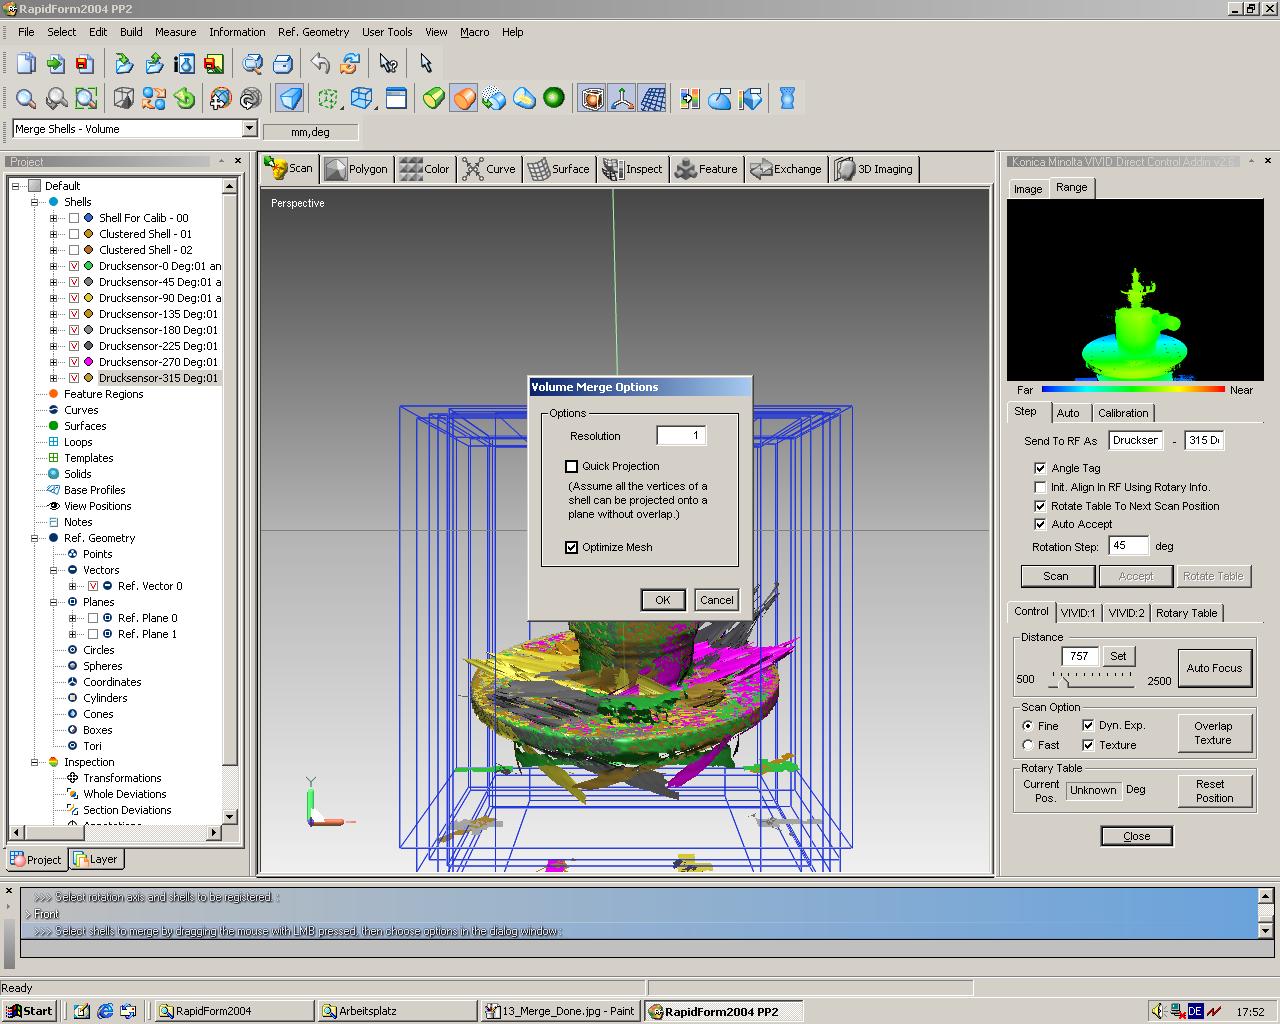 RapidForm2004 PP2
File Select Edit Build Measure Information Ref. Geometry User Tools View Macro Help
Merge Shells - Volume
mm,deg
Project
Default
Shells
Shell For Calib - 00
Clustered Shell - 01
Clustered Shell - 02
Drucksensor-0 Deg:01 an
Drucksensor-45 Deg:01 a
Drucksensor-90 Deg:01 a
Drucksensor-135 Deg:01
Drucksensor-180 Deg:01
Drucksensor-225 Deg:01
Drucksensor-270 Deg:01
Drucksensor-315 Deg:01
Feature Regions
Curves
Surfaces
Loops
Templates
Solids
Base Profiles
View Positions
Notes
Ref. Geometry
Points
Vectors
Ref. Vector 0
Planes
Ref. Plane 0
Ref. Plane 1
Circles
Spheres
Coordinates
Cylinders
Cones
Boxes
Tori
Inspection
Transformations
Whole Deviations
Section Deviations
Project Layer
Scan Polygon Color Curve Surface Inspect Feature Exchange 3D Imaging
Perspective
Y
Volume Merge Options
Options
Resolution 1
Quick Projection
(Assume all the vertices of a
shell can be projected onto a
plane without overlap.)
Optimize Mesh
OK Cancel
Konica Minolta VIVID Direct Control Addin v2.6
Image Range
Far Near
Step Auto Calibration
Send To RF As Druckser - 315 D
Angle Tag
Init. Align In RF Using Rotary Info.
Rotate Table To Next Scan Position
Auto Accept
Rotation Step: 45 deg
Scan Accept Rotate Table
Control VIVID:1 VIVID:2 Rotary Table
Distance
757 Set
500 2500
Auto Focus
Scan Option
Fine Dyn. Exp.
Fast Texture
Overlap
Texture
Rotary Table
Current
Pos. Unknown Deg
Reset
Position
Close
>>> Select rotation axis and shells to be registered. :
> Front
>>> Select shells to merge by dragging the mouse with LMB pressed, then choose options in the dialog window :
Ready
Start RapidForm2004 Arbeitsplatz 13_Merge_Done.jpg - Paint RapidForm2004 PP2 DE 17:52